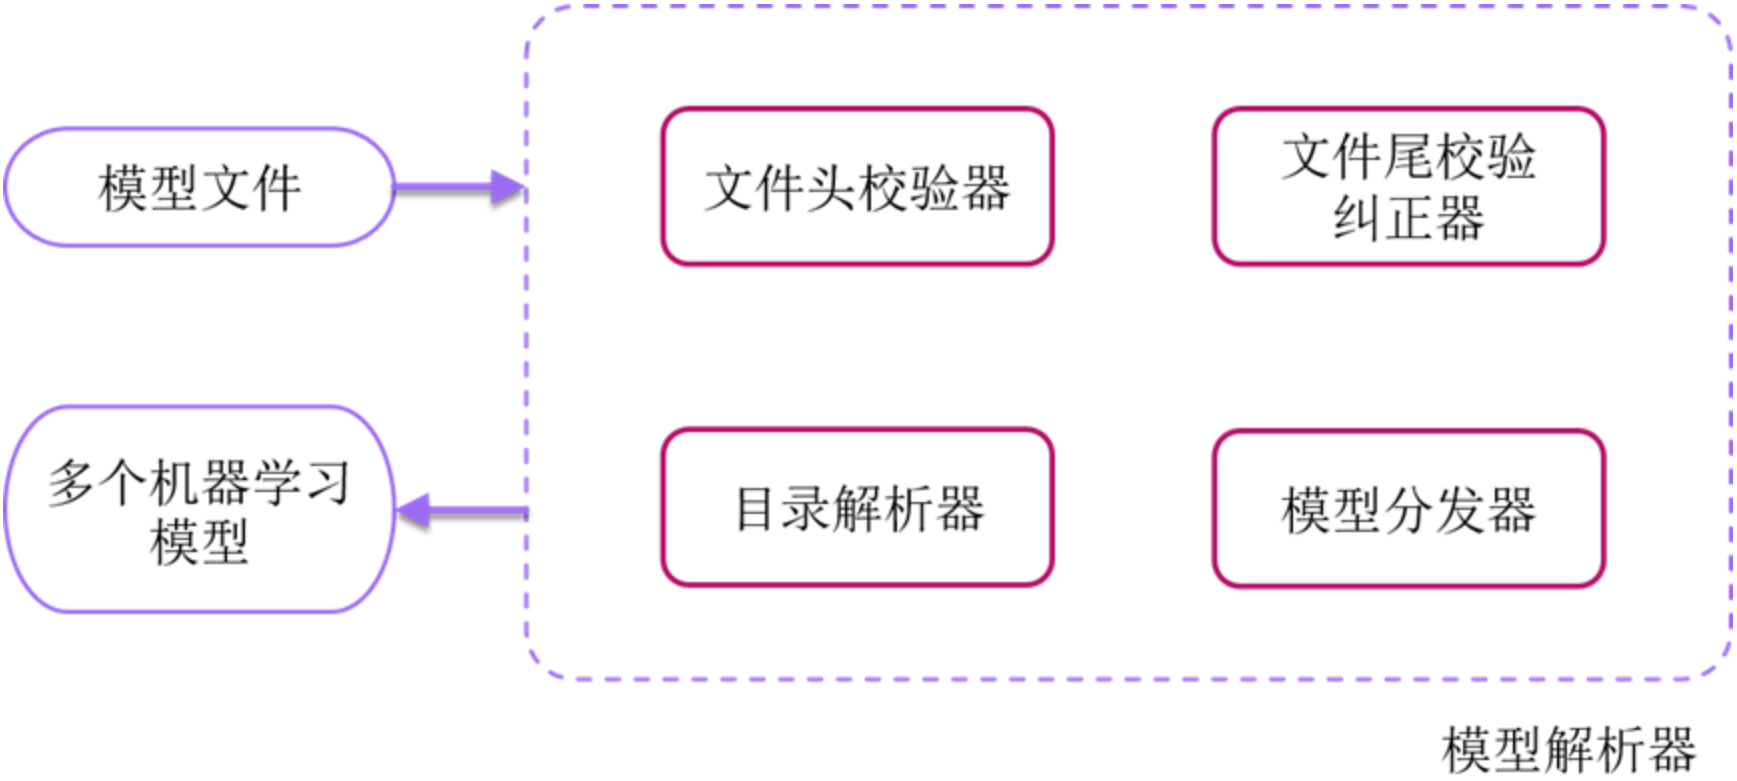 模型文件
文件头校验器
文件尾校验
纠正器
多个机器学习
模型
目录解析器
模型分发器
模型解析器